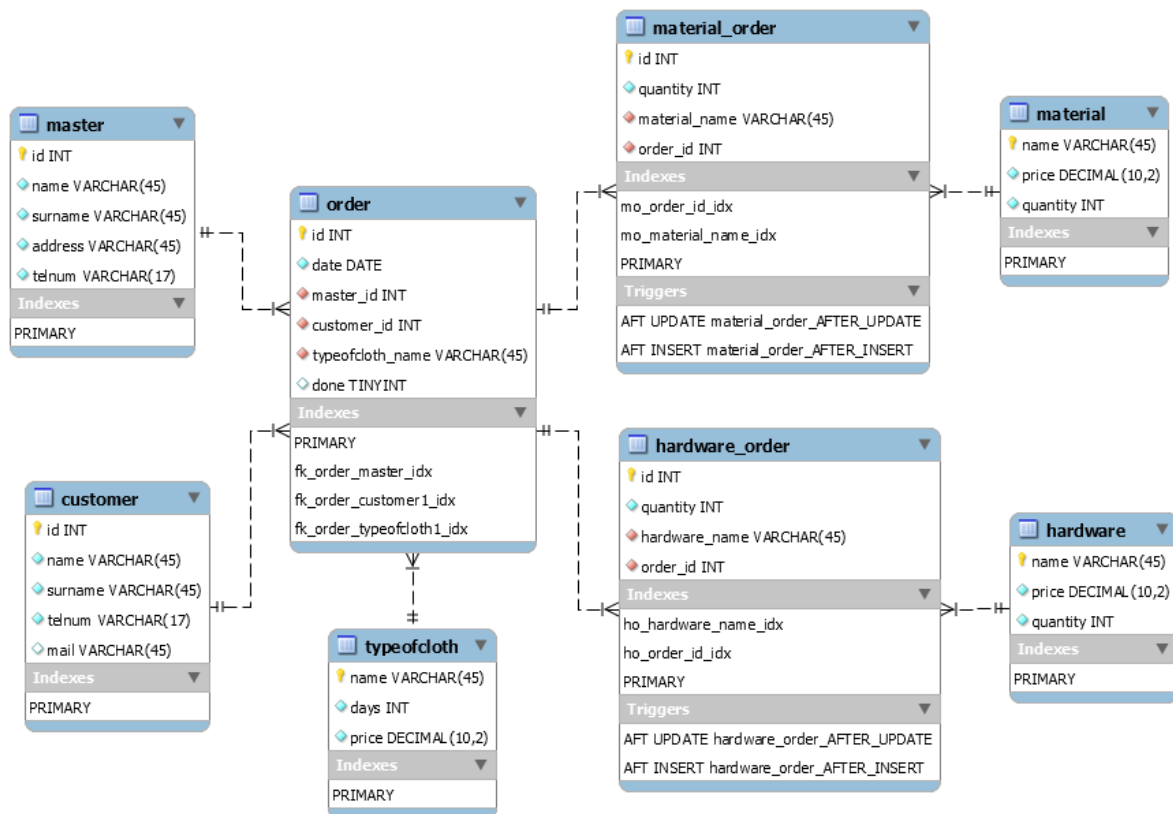 master
id INT
name VARCHAR(45)
surname VARCHAR(45)
address VARCHAR(45)
telnum VARCHAR(17)
Indexes
PRIMARY
customer
id INT
name VARCHAR(45)
surname VARCHAR(45)
telnum VARCHAR(17)
mail VARCHAR(45)
Indexes
PRIMARY
order
id INT
date DATE
master_id INT
customer_id INT
typeofcloth_name VARCHAR(45)
done TINYINT
Indexes
PRIMARY
fk_order_master_idx
fk_order_customer1_idx
fk_order_typeofcloth1_idx
typeofcloth
name VARCHAR(45)
days INT
price DECIMAL(10,2)
Indexes
PRIMARY
material_order
id INT
quantity INT
material_name VARCHAR(45)
order_id INT
Indexes
mo_order_id_idx
mo_material_name_idx
PRIMARY
Triggers
AFT UPDATE material_order_AFTER_UPDATE
AFT INSERT material_order_AFTER_INSERT
hardware_order
id INT
quantity INT
hardware_name VARCHAR(45)
order_id INT
Indexes
ho_hardware_name_idx
ho_order_id_idx
PRIMARY
Triggers
AFT UPDATE hardware_order_AFTER_UPDATE
AFT INSERT hardware_order_AFTER_INSERT
material
name VARCHAR(45)
price DECIMAL(10,2)
quantity INT
Indexes
PRIMARY
hardware
name VARCHAR(45)
price DECIMAL(10,2)
quantity INT
Indexes
PRIMARY